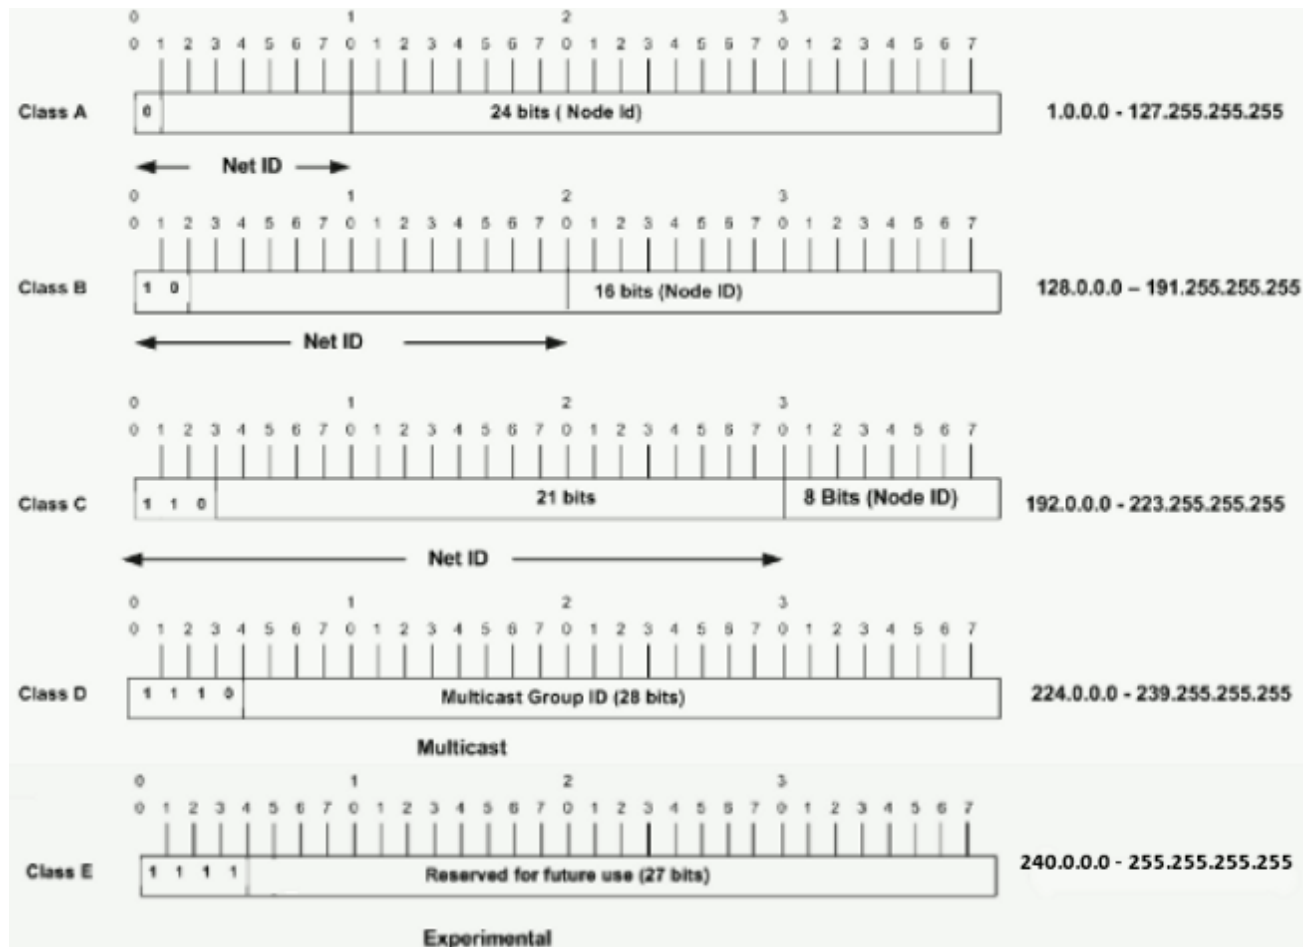 0 1 2 3
0 1 2 3 4 5 6 7 0 1 2 3 4 5 6 7 0 1 2 3 4 5 6 7 0 1 2 3 4 5 6 7
Class A 0 24 bits ( Node Id) 1.0.0.0 - 127.255.255.255
Net ID
0 1 2 3
0 1 2 3 4 5 6 7 0 1 2 3 4 5 6 7 0 1 2 3 4 5 6 7 0 1 2 3 4 5 6 7
Class B 1 0 16 bits (Node ID) 128.0.0.0 – 191.255.255.255
Net ID
0 1 2 3
0 1 2 3 4 5 6 7 0 1 2 3 4 5 6 7 0 1 2 3 4 5 6 7 0 1 2 3 4 5 6 7
Class C 1 1 0 21 bits 8 Bits (Node ID) 192.0.0.0 - 223.255.255.255
Net ID
0 1 2 3
0 1 2 3 4 5 6 7 0 1 2 3 4 5 6 7 0 1 2 3 4 5 6 7 0 1 2 3 4 5 6 7
Class D 1 1 1 0 Multicast Group ID (28 bits) 224.0.0.0 - 239.255.255.255
Multicast
0 1 2 3
0 1 2 3 4 5 6 7 0 1 2 3 4 5 6 7 0 1 2 3 4 5 6 7 0 1 2 3 4 5 6 7
Class E 1 1 1 1 Reserved for future use (27 bits) 240.0.0.0 - 255.255.255.255
Experimental